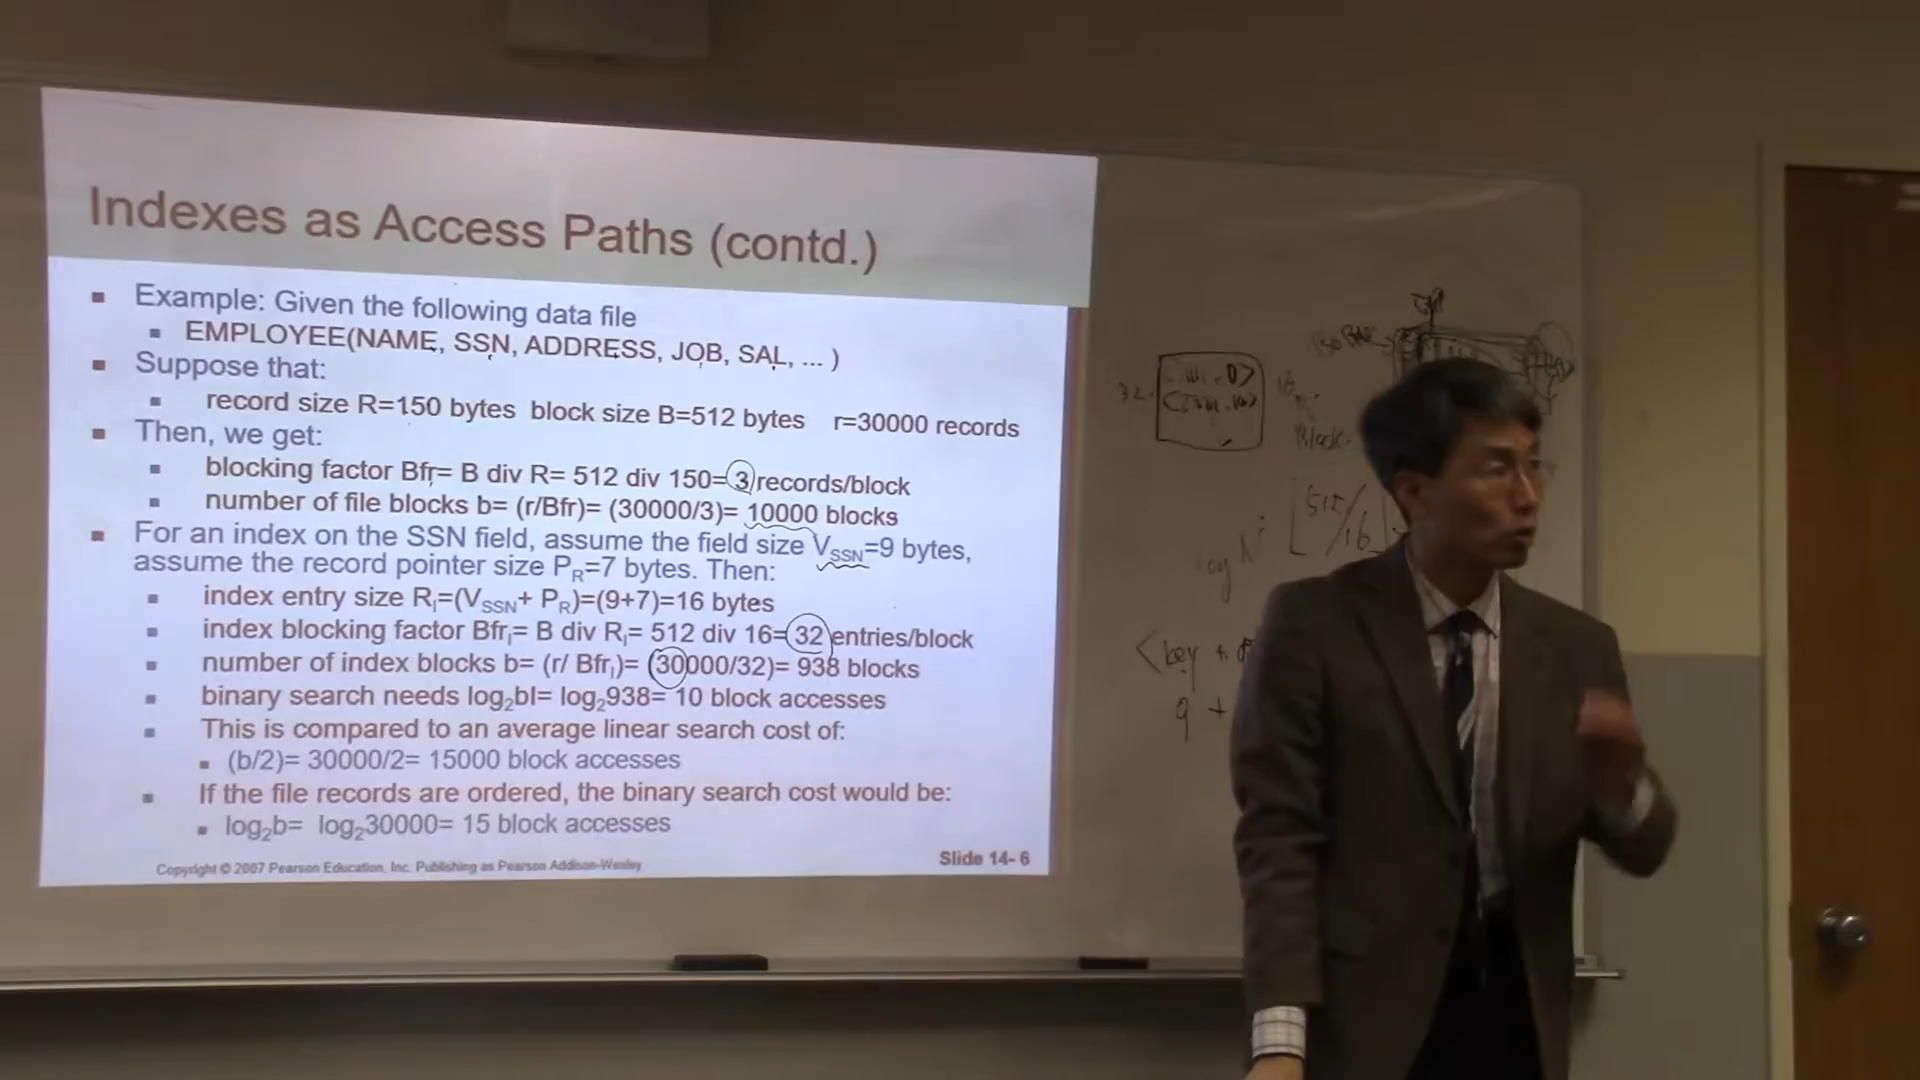 Indexes as Access Paths (contd.)
Example: Given the following data file
EMPLOYEE(NAME, SSN, ADDRESS, JOB, SAL, ... )
Suppose that:
record size R=150 bytes block size B=512 bytes r=30000 records
Then, we get:
blocking factor Bfr= B div R= 512 div 150= 3 records/block
number of file blocks b= (r/Bfr)= (30000/3)= 10000 blocks
For an index on the SSN field, assume the field size VSSN=9 bytes,
assume the record pointer size PR=7 bytes. Then:
index entry size RI=(VSSN+ PR)=(9+7)=16 bytes
index blocking factor BfrI= B div RI= 512 div 16= 32 entries/block
number of index blocks b= (r/ BfrI)= (30000/32)= 938 blocks
binary search needs log2bI= log2938= 10 block accesses
This is compared to an average linear search cost of:
(b/2)= 30000/2= 15000 block accesses
If the file records are ordered, the binary search cost would be:
log2b= log230000= 15 block accesses
Copyright © 2007 Pearson Education, Inc. Publishing as Pearson Addison-Wesley
Slide 14- 6
32.
Block
512/16
log N
<key +
9 +